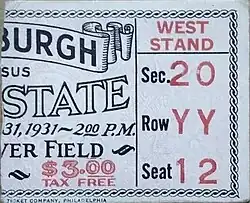 BURGH
SUS
STATE
31, 1931~2:00 P.M.
VER FIELD
$3.00
TAX FREE
WEST
STAND
Sec. 20
Row YY
Seat 12
TICKET COMPANY, PHILADELPHIA